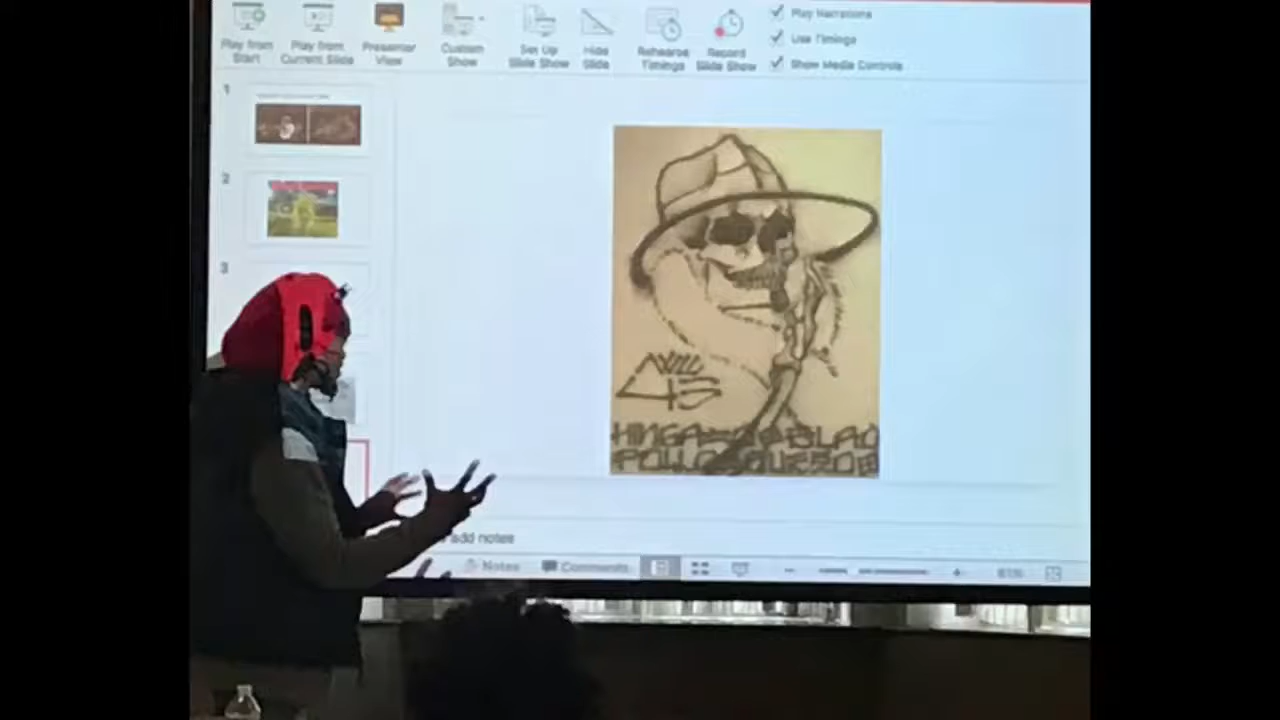 Play from Start
Play from Current Slide
Presenter View
Custom Show
Set Up Slide Show
Hide Slide
Rehearse Timings
Record Slide Show
✓ Play Narrations
✓ Use Timings
✓ Show Media Controls
1
2
3
add notes
Notes
Comments